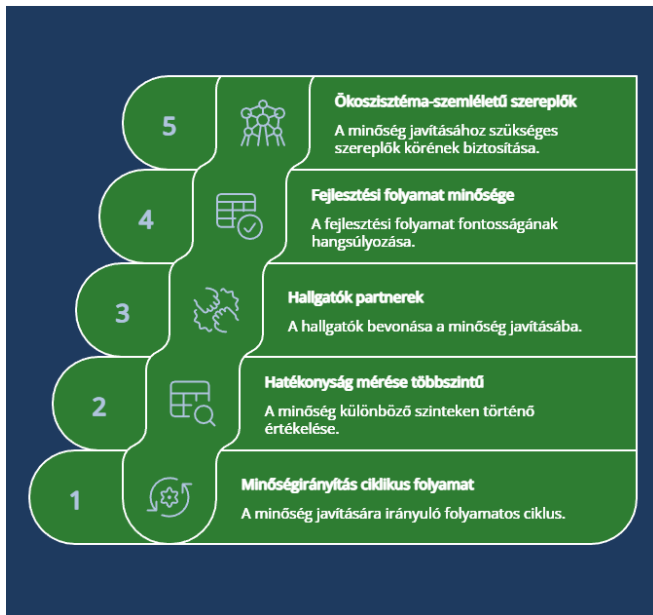 5
Ökoszisztéma-szemléletű szereplők
A minőség javításához szükséges
szereplők körének biztosítása.
4
Fejlesztési folyamat minősége
A fejlesztési folyamat fontosságának
hangsúlyozása.
3
Hallgatók partnerek
A hallgatók bevonása a minőség javításába.
2
Hatékonyság mérése többszintű
A minőség különböző szinteken történő
értékelése.
1
Minőségirányítás ciklikus folyamat
A minőség javítására irányuló folyamatos ciklus.